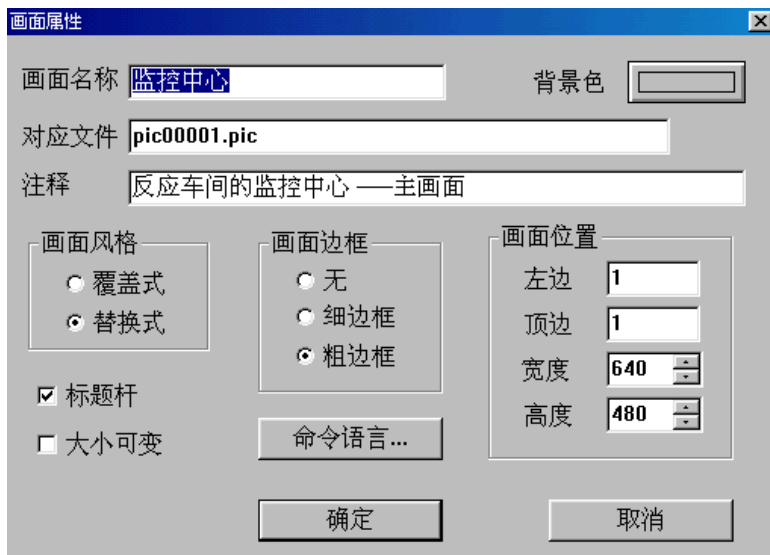 画面属性
画面名称 监控中心 背景色
对应文件 pic00001.pic
注释 反应车间的监控中心 ——主画面
画面风格 画面边框 画面位置
覆盖式 无 左边 1
替换式 细边框 顶边 1
粗边框 宽度 640
标题杆 高度 480
大小可变 命令语言...
确定 取消